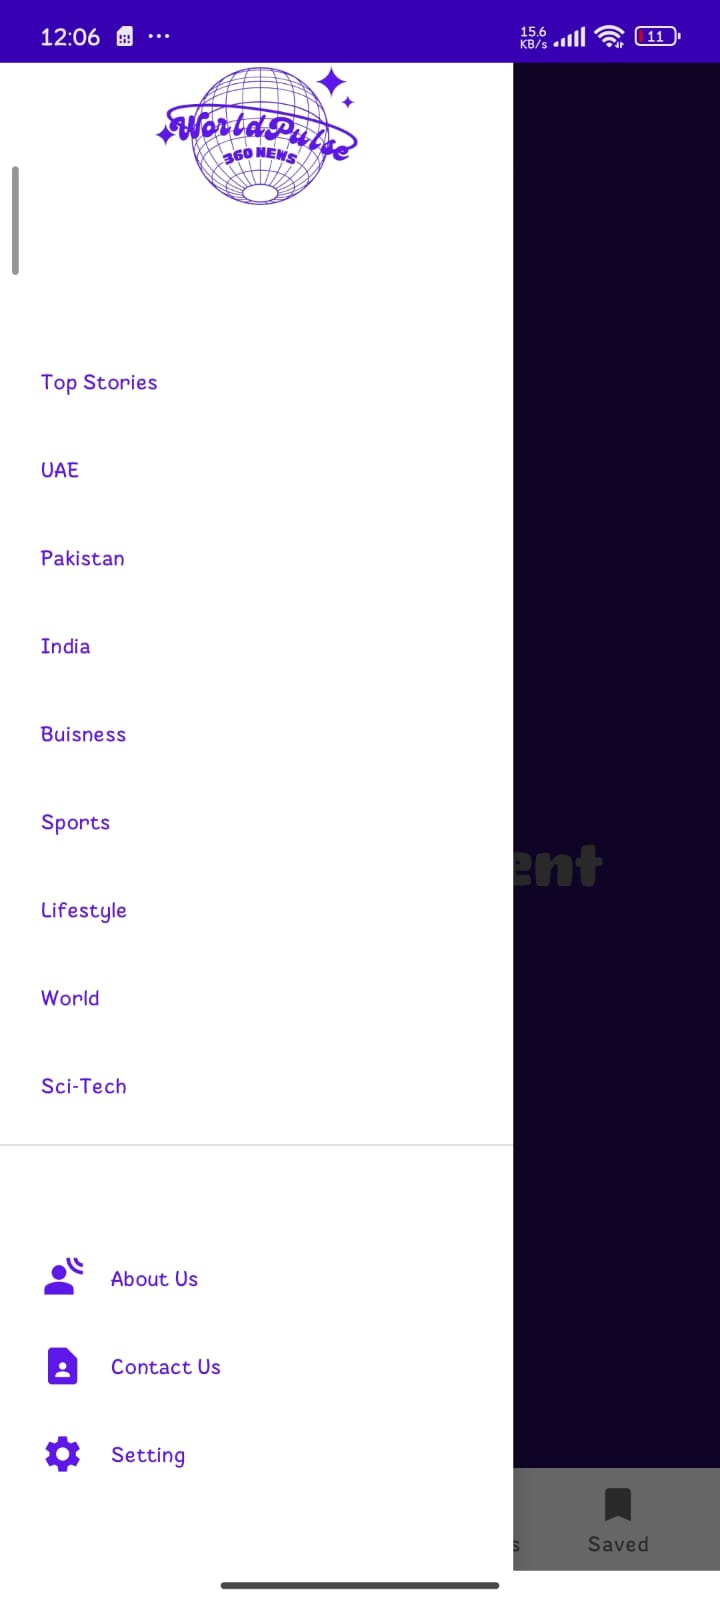 12:06
15.6
KB/s
11
WorldPulse
360 NEWS
Top Stories
UAE
Pakistan
India
Buisness
ent
Sports
Lifestyle
World
Sci-Tech
About Us
Contact Us
Setting
s
Saved